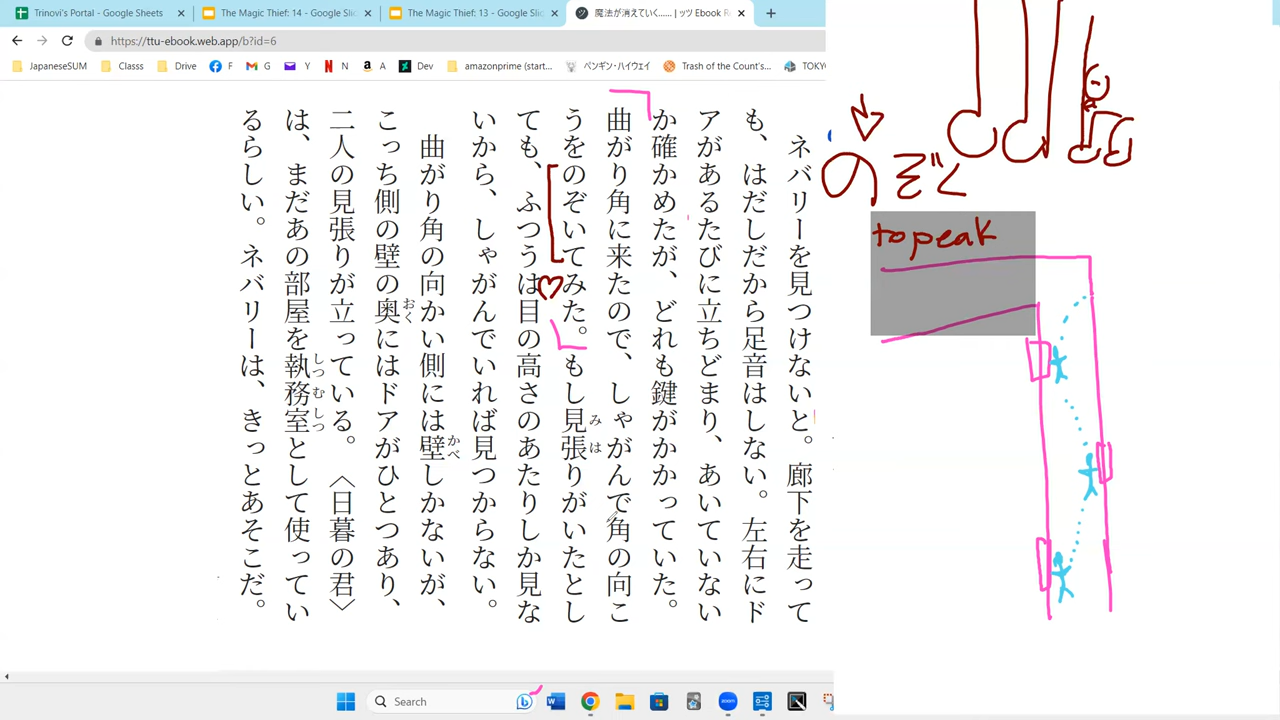 Trinovi's Portal - Google Sheets
The Magic Thief: 14 - Google Slid
The Magic Thief: 13 - Google Slid
魔法が消えていく…… | ッツ Ebook R
https://ttu-ebook.web.app/b?id=6
JapaneseSUM
Classs
Drive
F
G
Y
N
A
Dev
amazonprime (start...
ペンギン・ハイウェイ
Trash of the Count's...
TOKYO
ネバリーを見つけないと。廊下を走って
も、はだしだから足音はしない。左右にド
アがあるたびに立ちどまり、あいていない
か確かめたが、どれも鍵がかかっていた。
曲がり角に来たので、しゃがんで角の向こ
うをのぞいてみた。もし見張りがいたとし
みは
ても、ふつうは目の高さのあたりしか見な
いから、しゃがんでいれば見つからない。
曲がり角の向かい側には壁しかないが、
かべ
こっち側の壁の奥にはドアがひとつあり、
おく
二人の見張りが立っている。〈日暮の君〉
は、まだあの部屋を執務室として使ってい
しつむしつ
るらしい。ネバリーは、きっとあそこだ。
のぞく
to peak
Search